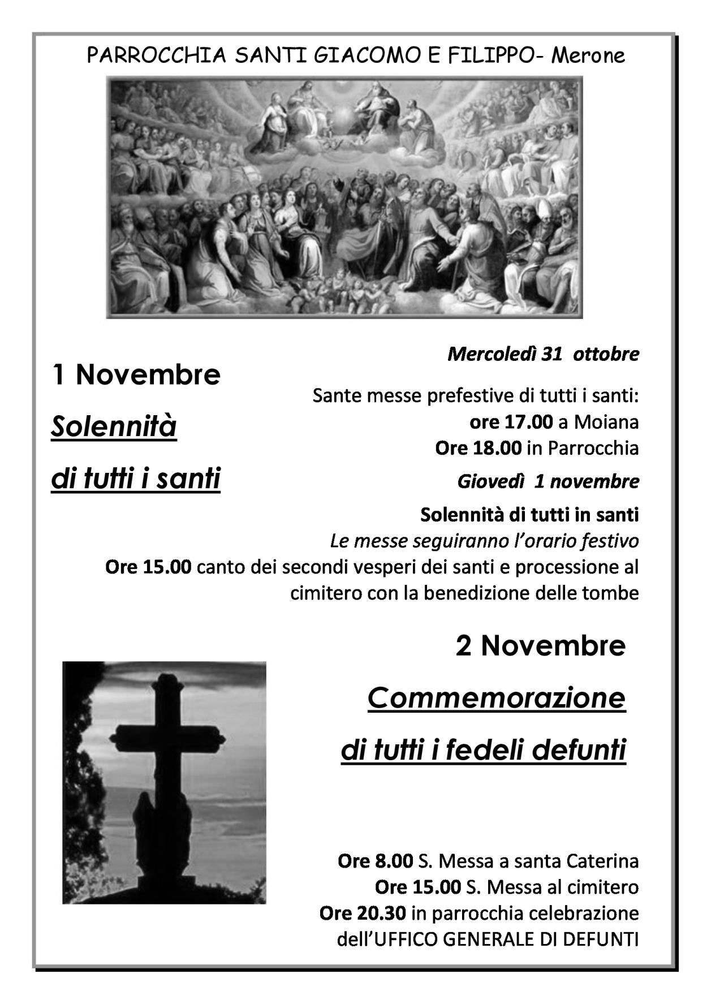 PARROCCHIA SANTI GIACOMO E FILIPPO- Merone
1 Novembre
Solennità
di tutti i santi
Mercoledì 31 ottobre
Sante messe prefestive di tutti i santi:
ore 17.00 a Moiana
Ore 18.00 in Parrocchia
Giovedì 1 novembre
Solennità di tutti in santi
Le messe seguiranno l’orario festivo
Ore 15.00 canto dei secondi vesperi dei santi e processione al
cimitero con la benedizione delle tombe
2 Novembre
Commemorazione
di tutti i fedeli defunti
Ore 8.00 S. Messa a santa Caterina
Ore 15.00 S. Messa al cimitero
Ore 20.30 in parrocchia celebrazione
dell’UFFICO GENERALE DI DEFUNTI